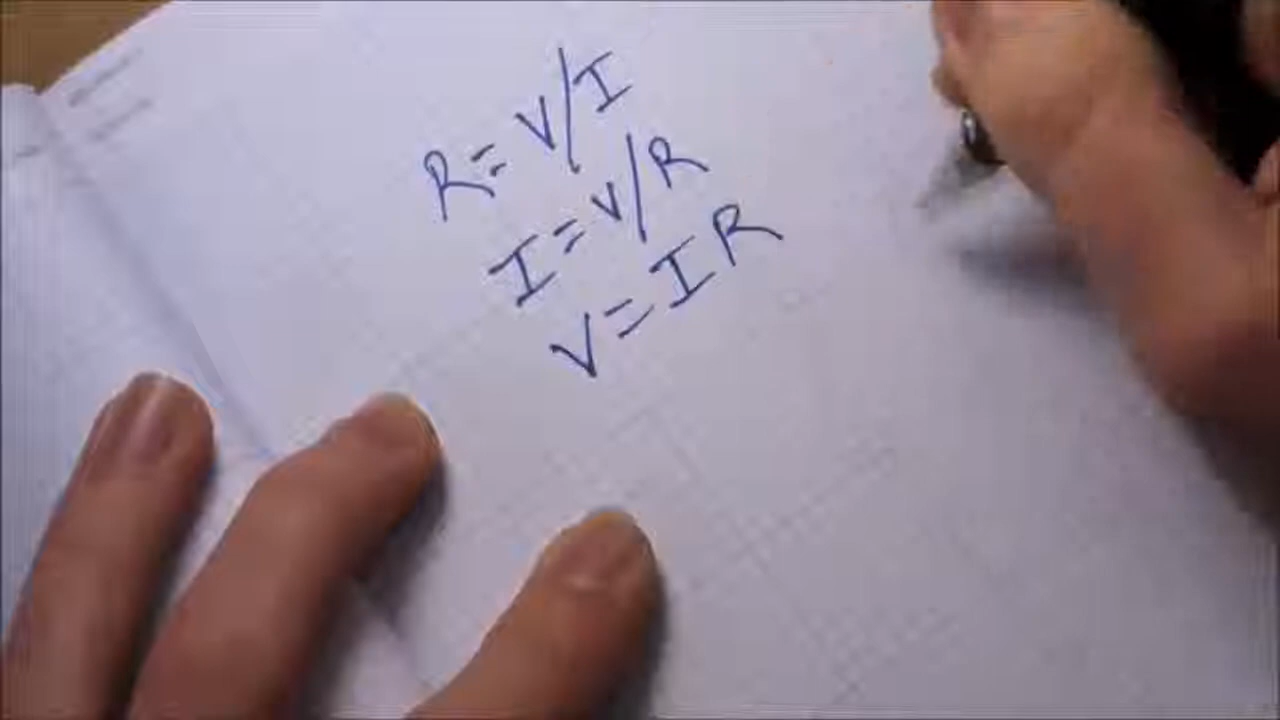 R = V/I
I = V/R
V = IR